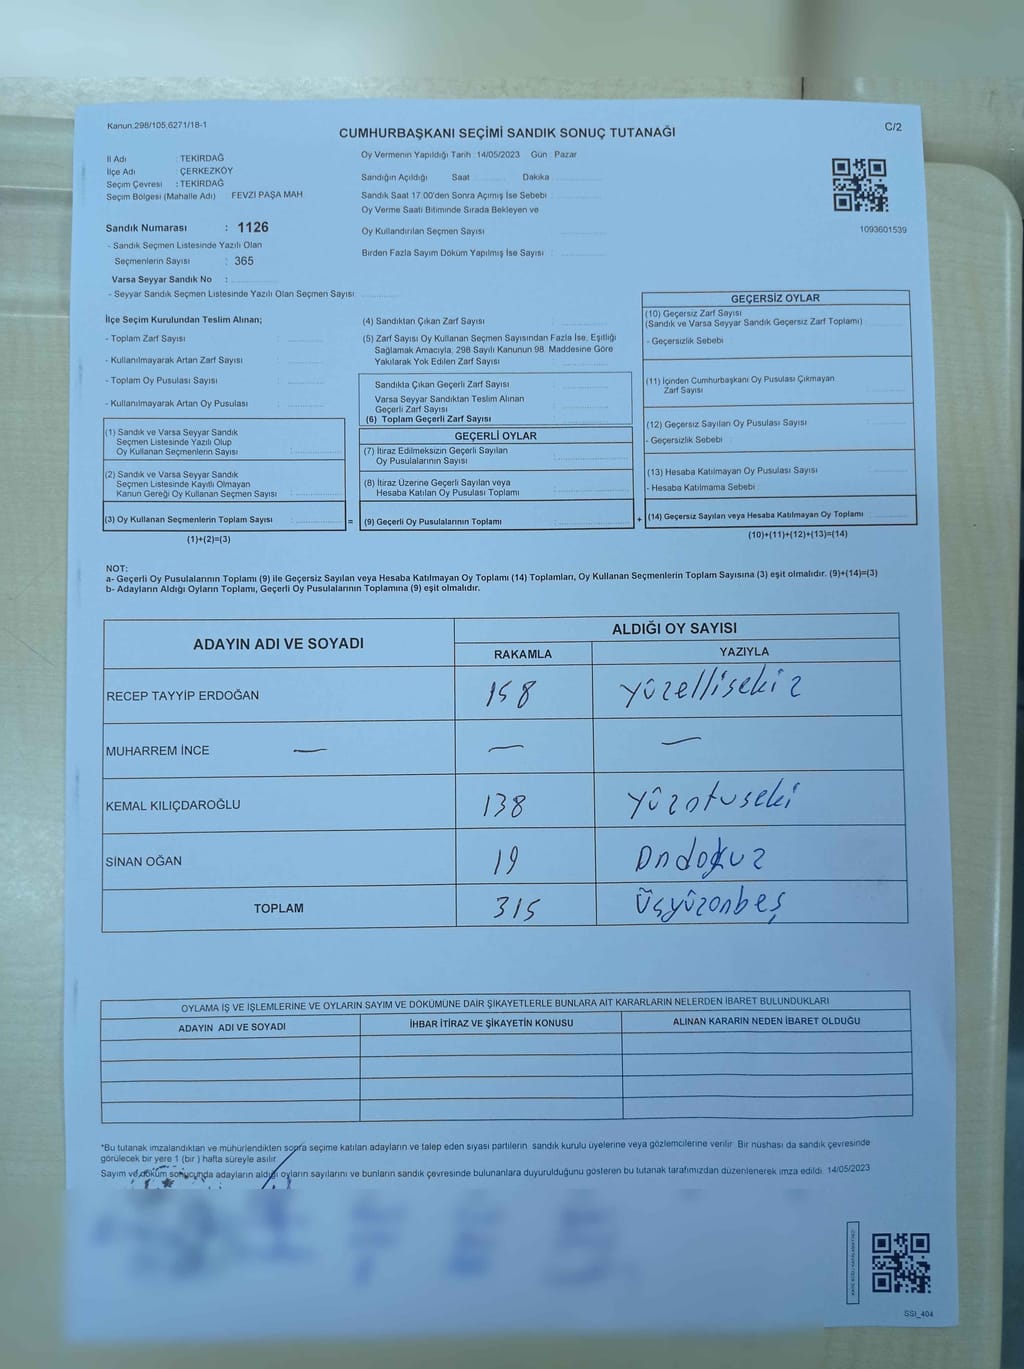 Kanun.298/105,6271/18-1
CUMHURBAŞKANI SEÇİMİ SANDIK SONUÇ TUTANAĞI
C/2
İl Adı : TEKİRDAĞ
İlçe Adı : ÇERKEZKÖY
Seçim Çevresi : TEKİRDAĞ
Seçim Bölgesi (Mahalle Adı) : FEVZİ PAŞA MAH
Sandık Numarası : 1126
- Sandık Seçmen Listesinde Yazılı Olan
Seçmenlerin Sayısı : 365
Varsa Seyyar Sandık No :
- Seyyar Sandık Seçmen Listesinde Yazılı Olan Seçmen Sayısı
Oy Vermenin Yapıldığı Tarih : 14/05/2023 Gün : Pazar
Sandığın Açıldığı Saat Dakika
Sandık Saat 17.00'den Sonra Açımış İse Sebebi :
Oy Verme Saati Bitiminde Sırada Bekleyen ve
Oy Kullandırılan Seçmen Sayısı :
Birden Fazla Sayım Döküm Yapılmış İse Sayısı :
1093601539
İlçe Seçim Kurulundan Teslim Alınan;
- Toplam Zarf Sayısı :
- Kullanılmayarak Artan Zarf Sayısı :
- Toplam Oy Pusulası Sayısı :
- Kullanılmayarak Artan Oy Pusulası :
(1) Sandık ve Varsa Seyyar Sandık
Seçmen Listesinde Yazılı Olup
Oy Kullanan Seçmenlerin Sayısı :
(2) Sandık ve Varsa Seyyar Sandık
Seçmen Listesinde Kayıtlı Olmayan
Kanun Gereği Oy Kullanan Seçmen Sayısı :
(3) Oy Kullanan Seçmenlerin Toplam Sayısı : =
(1)+(2)=(3)
(4) Sandıktan Çıkan Zarf Sayısı :
(5) Zarf Sayısı Oy Kullanan Seçmen Sayısından Fazla İse, Eşitliği
Sağlamak Amacıyla; 298 Sayılı Kanunun 98. Maddesine Göre
Yakılarak Yok Edilen Zarf Sayısı :
Sandıkta Çıkan Geçerli Zarf Sayısı :
Varsa Seyyar Sandıktan Teslim Alınan
Geçerli Zarf Sayısı :
(6) Toplam Geçerli Zarf Sayısı :
GEÇERLİ OYLAR
(7) İtiraz Edilmeksizin Geçerli Sayılan
Oy Pusulalarının Sayısı :
(8) İtiraz Üzerine Geçerli Sayılan veya
Hesaba Katılan Oy Pusulası Toplamı :
(9) Geçerli Oy Pusulalarının Toplamı : +
GEÇERSİZ OYLAR
(10) Geçersiz Zarf Sayısı
(Sandık ve Varsa Seyyar Sandık Geçersiz Zarf Toplamı)
- Geçersizlik Sebebi :
(11) İçinden Cumhurbaşkanı Oy Pusulası Çıkmayan
Zarf Sayısı :
(12) Geçersiz Sayılan Oy Pusulası Sayısı :
- Geçersizlik Sebebi :
(13) Hesaba Katılmayan Oy Pusulası Sayısı :
- Hesaba Katılmama Sebebi :
(14) Geçersiz Sayılan veya Hesaba Katılmayan Oy Toplamı :
(10)+(11)+(12)+(13)=(14)
NOT:
a- Geçerli Oy Pusulalarının Toplamı (9) ile Geçersiz Sayılan veya Hesaba Katılmayan Oy Toplamı (14) Toplamları, Oy Kullanan Seçmenlerin Toplam Sayısına (3) eşit olmalıdır. (9)+(14)=(3)
b- Adayların Aldığı Oyların Toplamı, Geçerli Oy Pusulalarının Toplamına (9) eşit olmalıdır.
ADAYIN ADI VE SOYADI
ALDIĞI OY SAYISI
RAKAMLA YAZIYLA
RECEP TAYYİP ERDOĞAN 158 yüzellisekiz
MUHARREM İNCE — — —
KEMAL KILIÇDAROĞLU 138 yüzotuseki
SİNAN OĞAN 19 Ondokuz
TOPLAM 315 Üçyüzonbeş
OYLAMA İŞ VE İŞLEMLERİNE VE OYLARIN SAYIM VE DÖKÜMÜNE DAİR ŞİKAYETLERLE BUNLARA AİT KARARLARIN NELERDEN İBARET BULUNDUKLARI
ADAYIN ADI VE SOYADI İHBAR İTİRAZ VE ŞİKAYETİN KONUSU ALINAN KARARIN NEDEN İBARET OLDUĞU
*Bu tutanak imzalandıktan ve mühürlendikten sonra seçime katılan adayların ve talep eden siyasi partilerin sandık kurulu üyelerine veya gözlemcilerine verilir. Bir nüshası da sandık çevresinde
görülecek bir yere 1 (bir) hafta süreyle asılır.
Sayım ve döküm sonucunda adayların aldığı oyların sayılarını ve bunların sandık çevresinde bulunanlara duyurulduğunu gösteren bu tutanak tarafımızdan düzenlenerek imza edildi. 14/05/2023
SSI_404